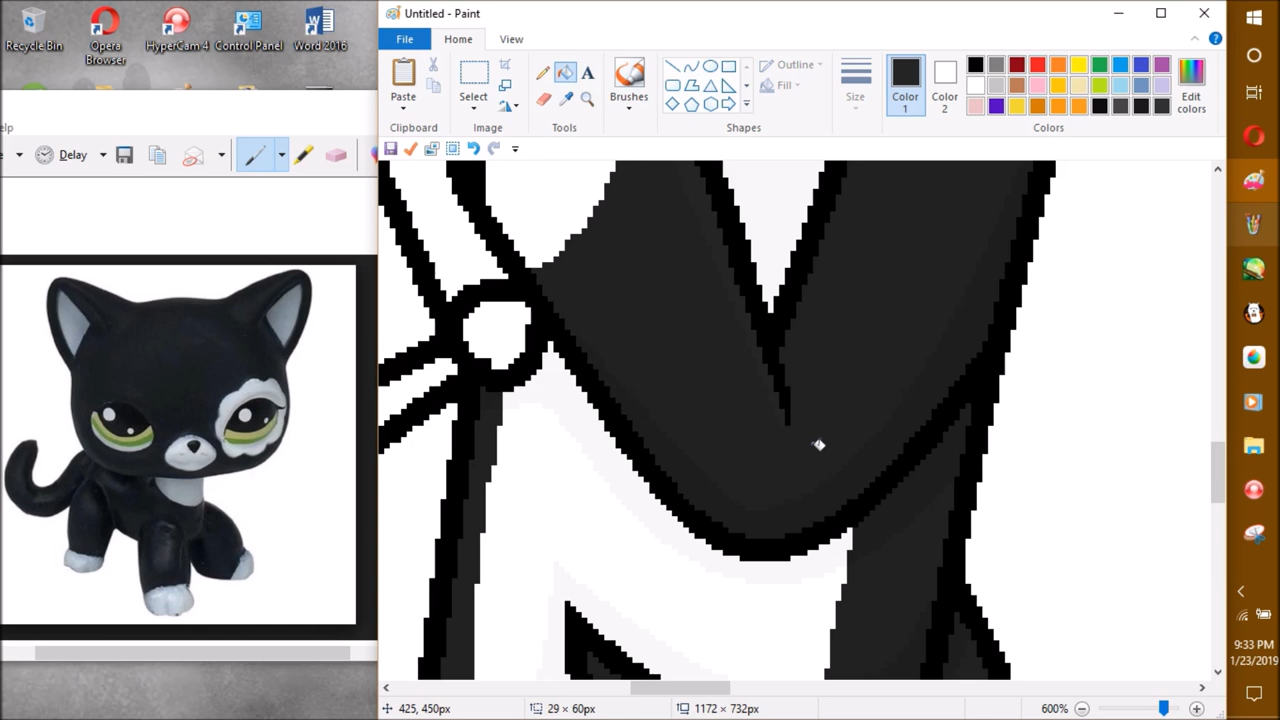 Recycle Bin
Opera
Browser
HyperCam 4
Control Panel
Word 2016
Untitled - Paint
File
Home
View
Paste
Select
Brushes
Outline
Fill
Size
Color
1
Color
2
Edit
colors
Clipboard
Image
Tools
Shapes
Colors
elp
Delay
425, 450px
29 × 60px
1172 × 732px
600%
9:33 PM
1/23/2019